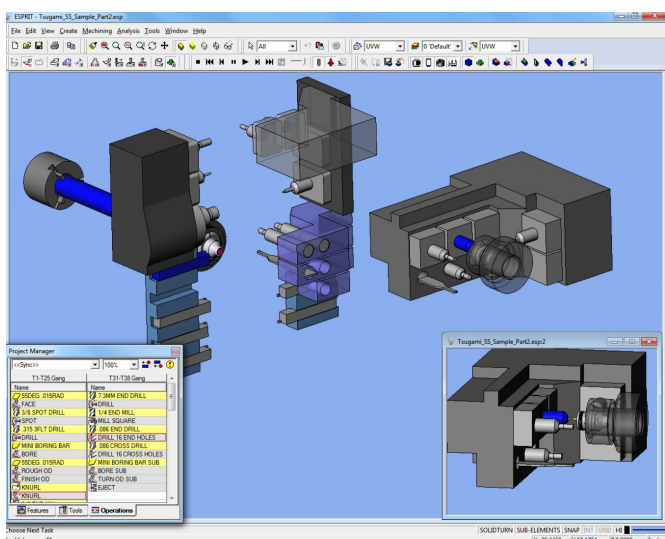 ESPRIT - Tsugami_SS_Sample_Part2.esp
File Edit View Create Machining Analysis Tools Window Help
All
UVW
0 'Default'
UVW
Project Manager
<<Sync>> 100%
T1-T25 Gang T31-T38 Gang
Name Name
55DEG .015RAD 7.3MM END DRILL
FACE DRILL
3/8 SPOT DRILL 1/4 END MILL
SPOT MILL SQUARE
.315 3FLT DRILL .086 END DRILL
DRILL DRILL 16 END HOLES
MINI BORING BAR .086 CROSS DRILL
BORE DRILL 16 CROSS HOLES
55DEG .015RAD MINI BORING BAR SUB
ROUGH OD BORE SUB
FINISH OD TURN OD SUB
KNURL EJECT
KNURL
Features Tools Operations
Tsugami_SS_Sample_Part2.esp:2
Choose Next Task
SOLIDTURN SUB-ELEMENTS SNAP INT GRID HI